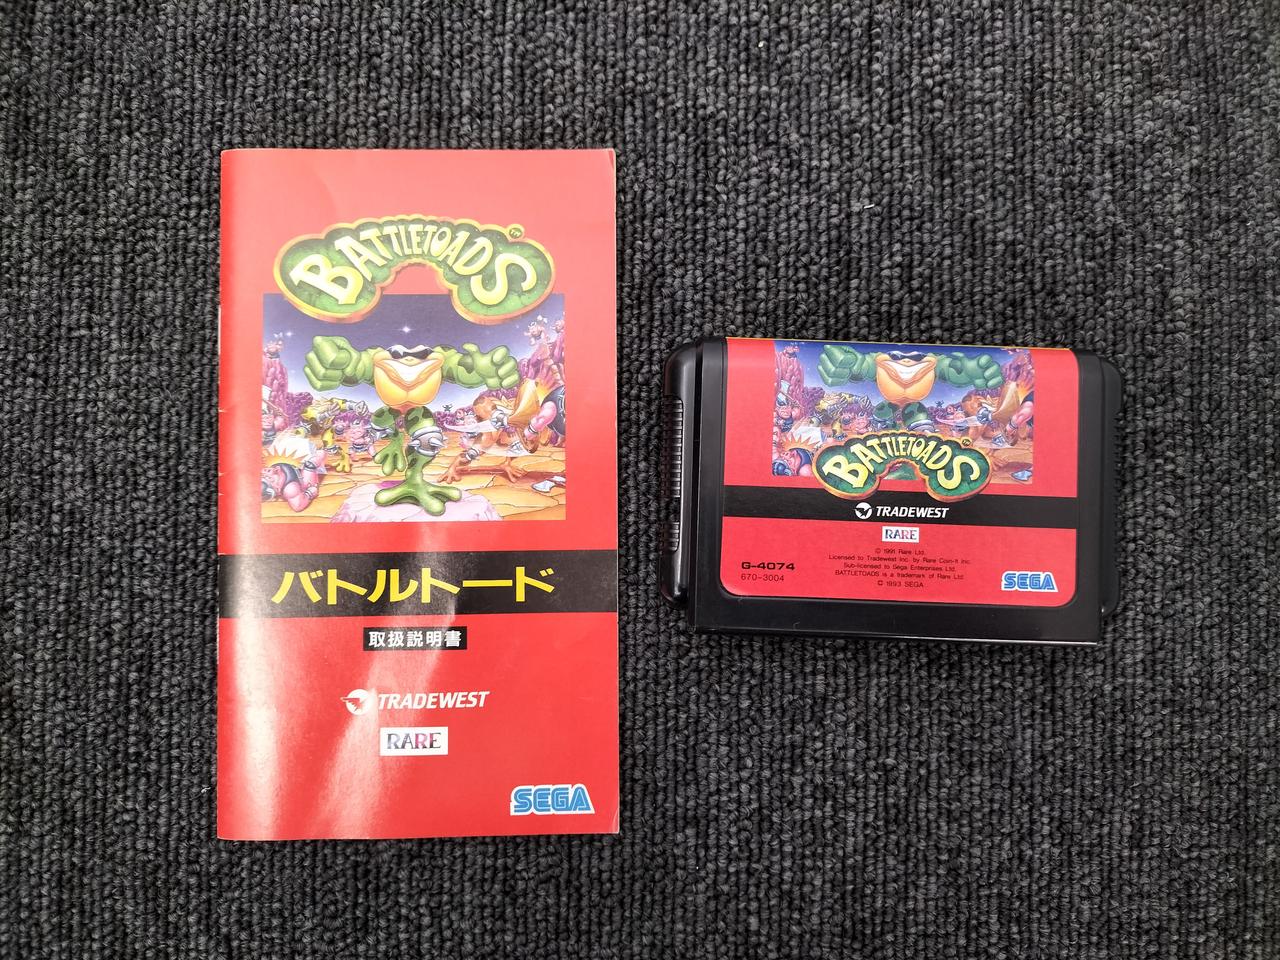 BATTLETOADS™
バトルトード
取扱説明書
TRADEWEST
RARE
SEGA
BATTLETOADS™
TRADEWEST
RARE
© 1991 Rare Ltd.
Licensed to Tradewest Inc. by Rare Coin-It Inc.
Sub-licensed to Sega Enterprises Ltd.
BATTLETOADS is a trademark of Rare Ltd.
© 1993 SEGA
G-4074
670-3004
SEGA